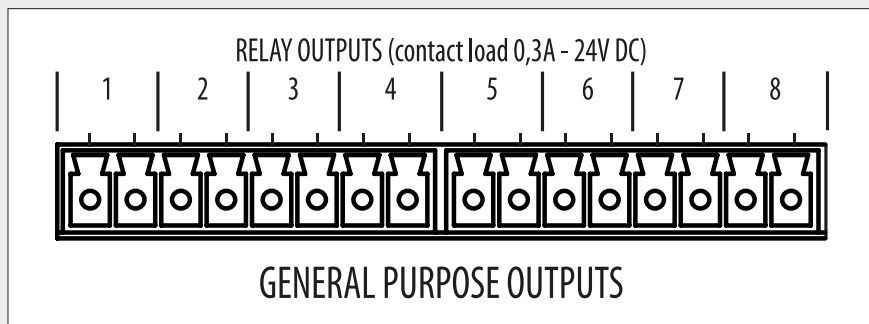 RELAY OUTPUTS (contact load 0,3A - 24V DC)
1 2 3 4 5 6 7 8
GENERAL PURPOSE OUTPUTS